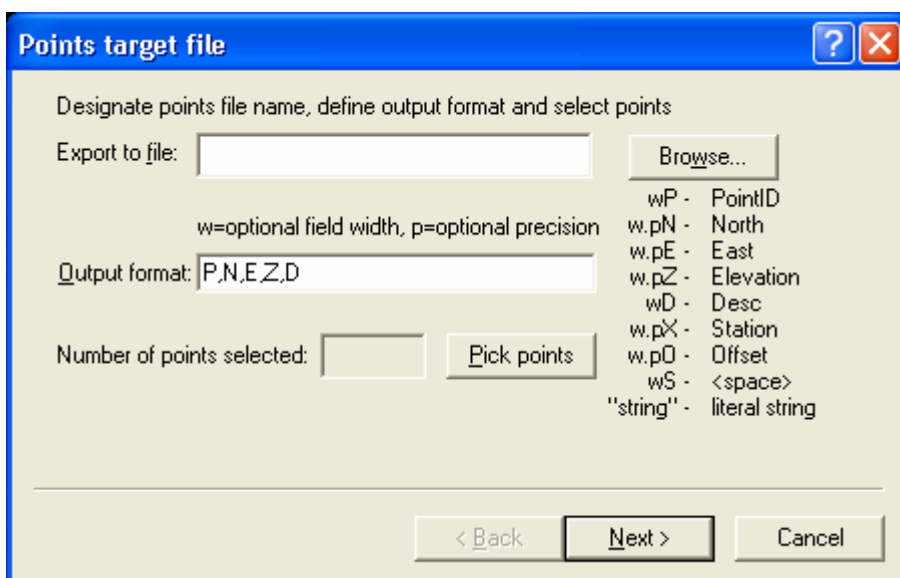 Points target file
Designate points file name, define output format and select points
Export to file:
Browse...
w=optional field width, p=optional precision
Output format: P,N,E,Z,D
Number of points selected:
Pick points
wP - PointID
w.pN - North
w.pE - East
w.pZ - Elevation
wD - Desc
w.pX - Station
w.pO - Offset
wS - <space>
"string" - literal string
< Back
Next >
Cancel